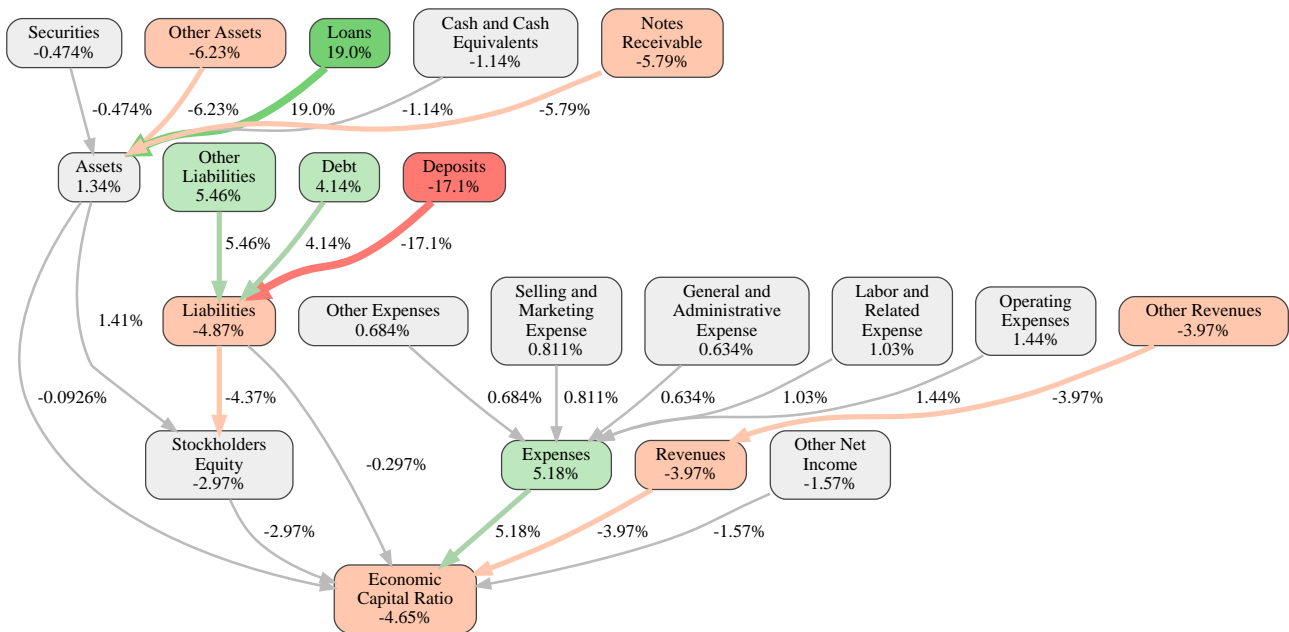 Securities
-0.474%
Other Assets
-6.23%
Loans
19.0%
Cash and Cash
Equivalents
-1.14%
Notes
Receivable
-5.79%
-0.474%
-6.23%
19.0%
-1.14%
-5.79%
Assets
1.34%
Other
Liabilities
5.46%
Debt
4.14%
Deposits
-17.1%
5.46%
4.14%
-17.1%
Liabilities
-4.87%
Other Expenses
0.684%
Selling and
Marketing
Expense
0.811%
General and
Administrative
Expense
0.634%
Labor and
Related
Expense
1.03%
Operating
Expenses
1.44%
Other Revenues
-3.97%
1.41%
-0.0926%
-4.37%
0.684%
0.811%
0.634%
1.03%
1.44%
-3.97%
Stockholders
Equity
-2.97%
-0.297%
Expenses
5.18%
Revenues
-3.97%
Other Net
Income
-1.57%
-2.97%
5.18%
-3.97%
-1.57%
Economic
Capital Ratio
-4.65%